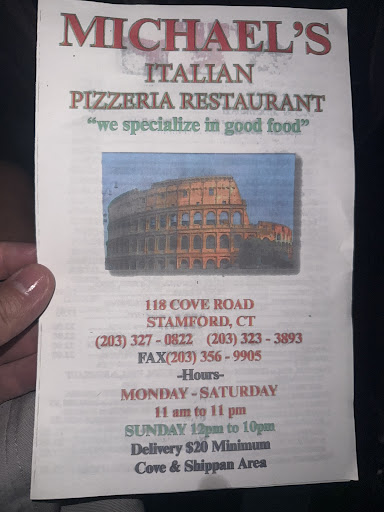 MICHAEL'S
ITALIAN
PIZZERIA RESTAURANT
"we specialize in good food"
118 COVE ROAD
STAMFORD, CT
(203) 327 - 0822 (203) 323 - 3893
FAX(203) 356 - 9905
-Hours-
MONDAY - SATURDAY
11 am to 11 pm
SUNDAY 12pm to 10pm
Delivery $20 Minimum
Cove & Shippan Area